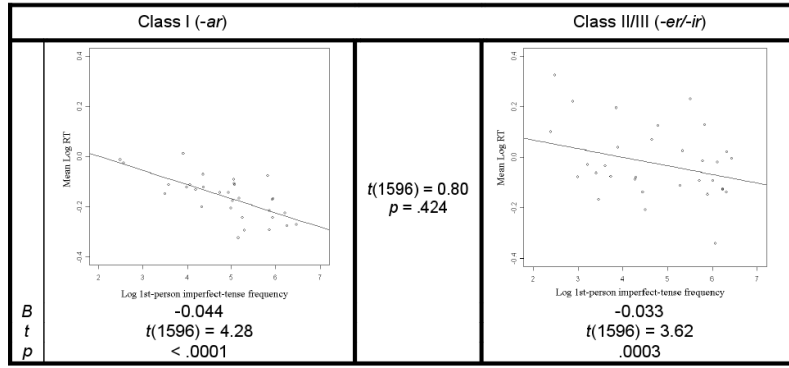 Class I (-ar)
Class II/III (-er/-ir)
Mean Log RT
0.4
0.2
0.0
-0.2
-0.4
2 3 4 5 6 7
Log 1st-person imperfect-tense frequency
t(1596) = 0.80
p = .424
Mean Log RT
0.4
0.2
0.0
-0.2
-0.4
2 3 4 5 6 7
Log 1st-person imperfect-tense frequency
B -0.044 -0.033
t t(1596) = 4.28 t(1596) = 3.62
p < .0001 .0003